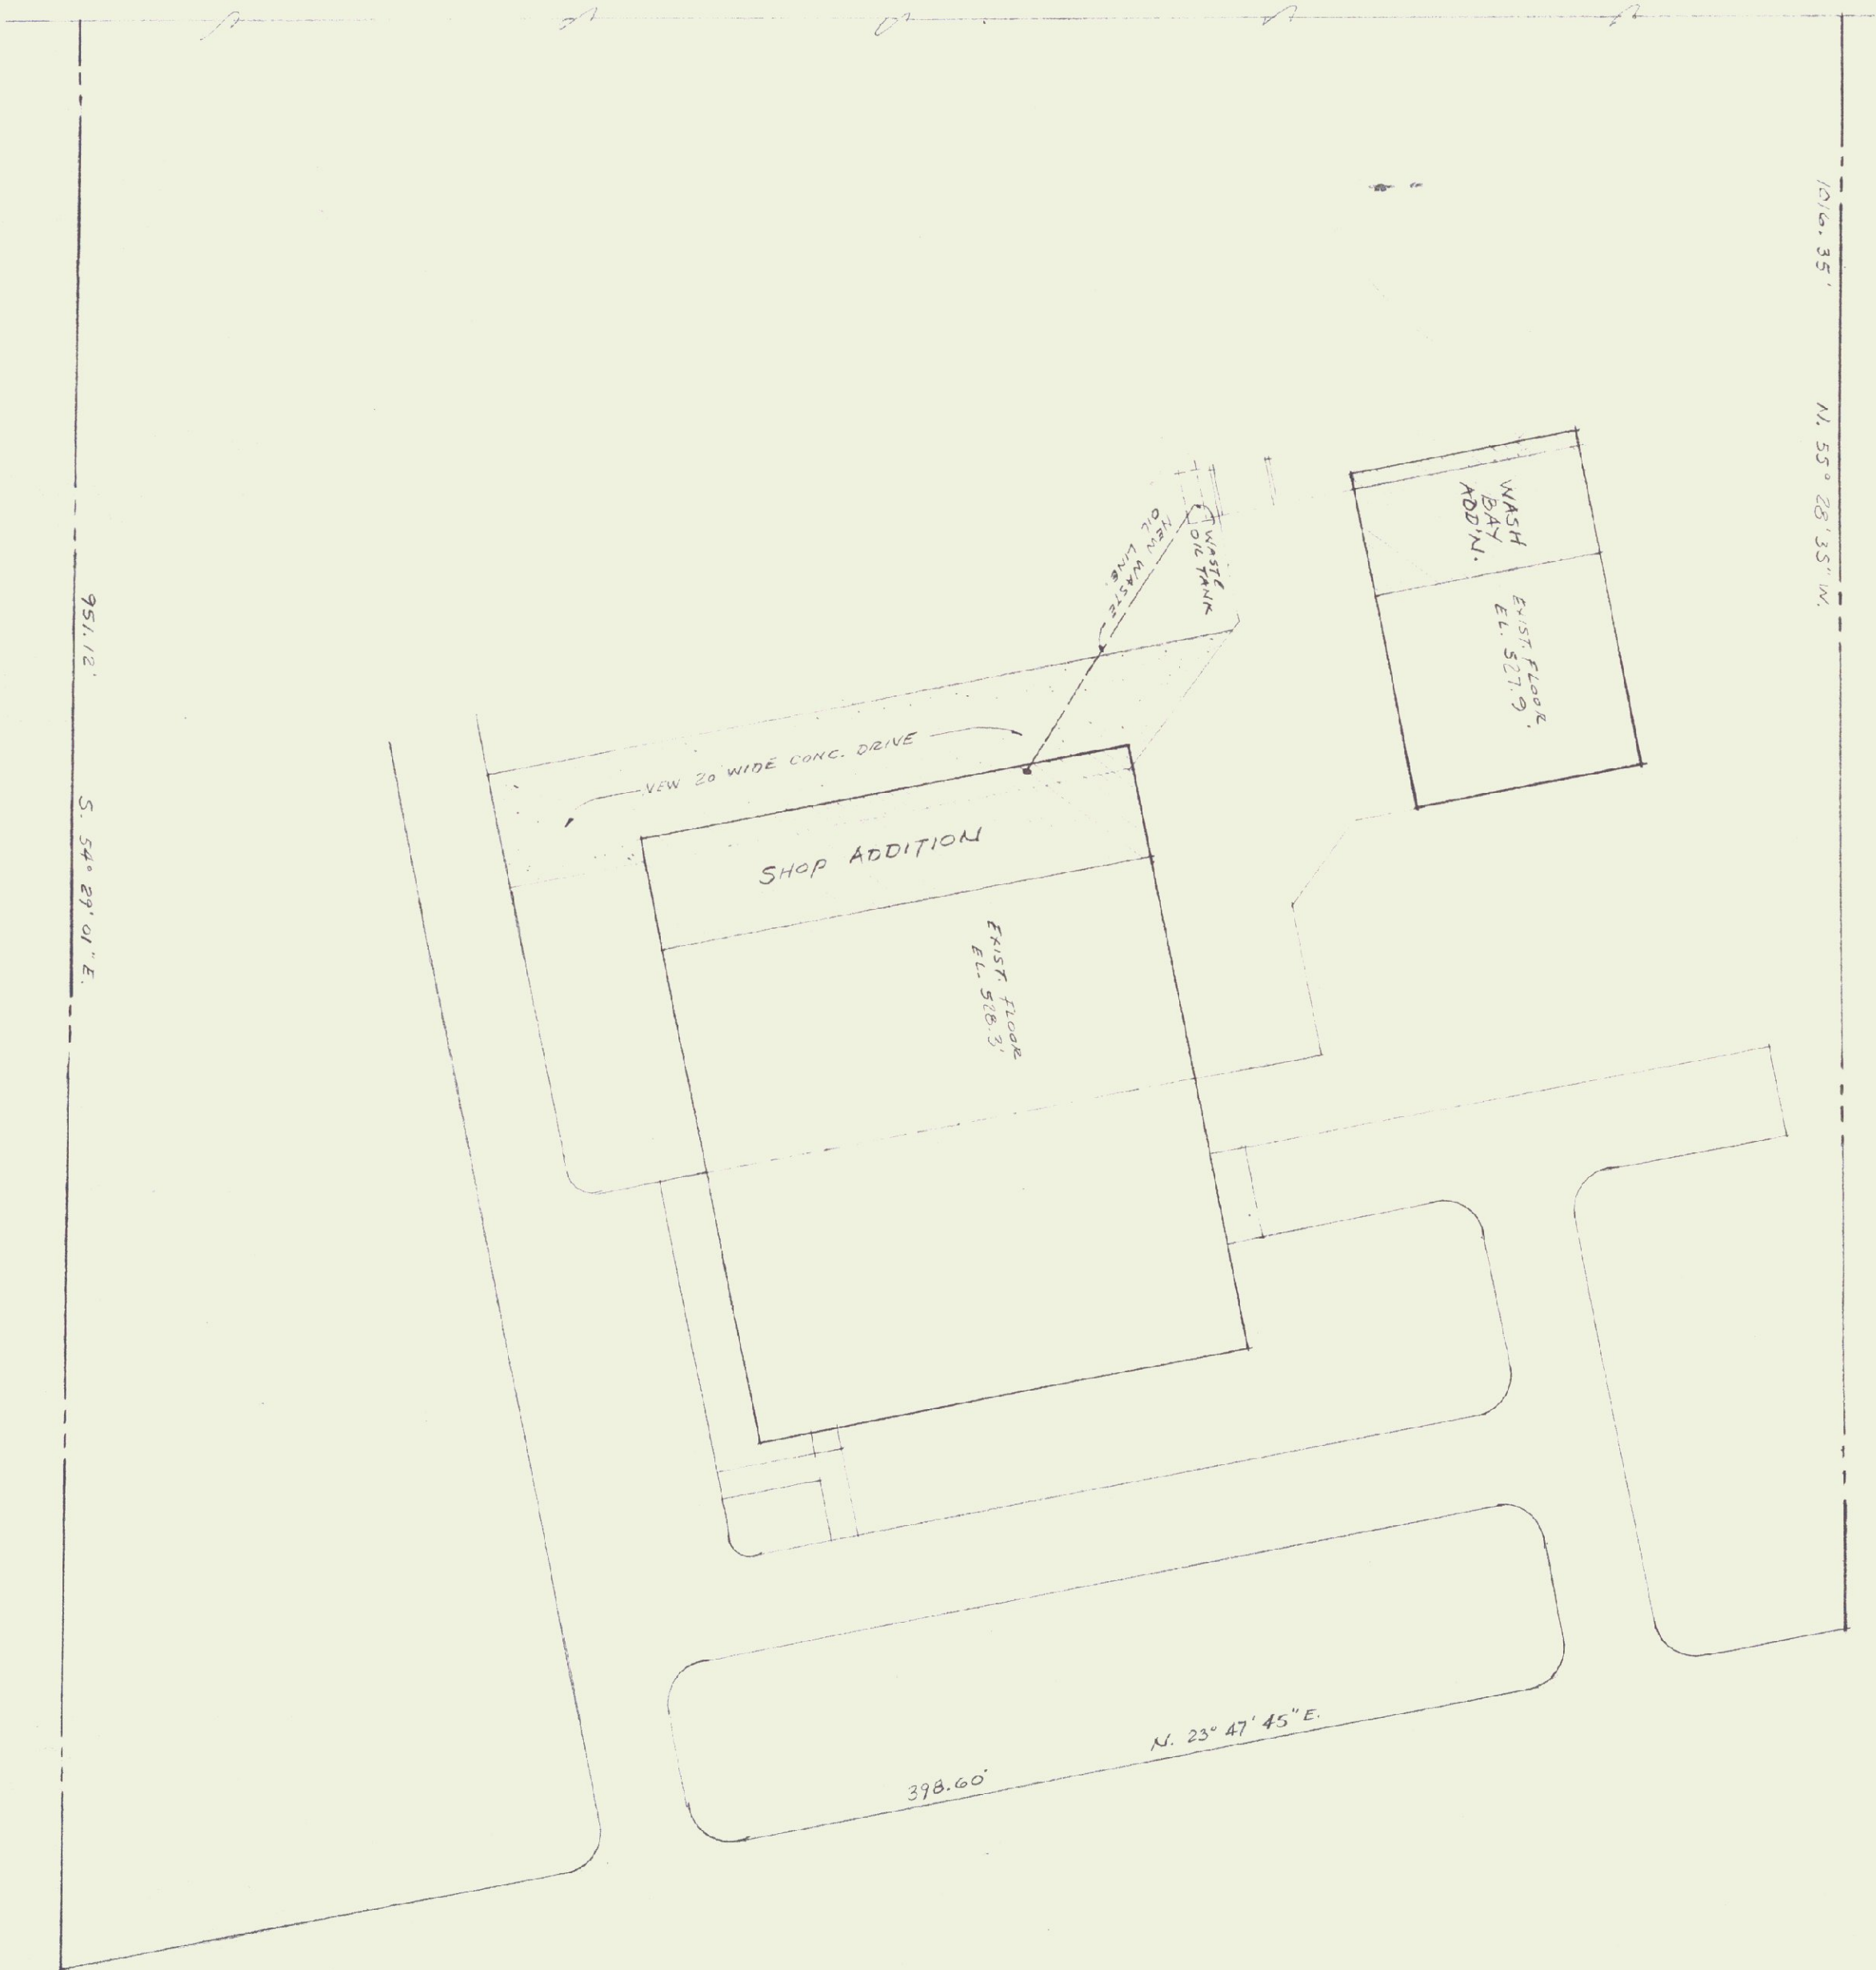 1016.35'
N. 55° 28' 35" W.
WASH
BAY
ADD'N.
EXIST. FLOOR
EL. 527.9'
WASTE
OIL TANK
NEW WASTE
OIL LINE
NEW 20' WIDE CONC. DRIVE
SHOP ADDITION
EXIST. FLOOR
EL. 528.3'
951.12'
S. 54° 29' 01" E.
N. 23° 47' 45" E.
398.60'